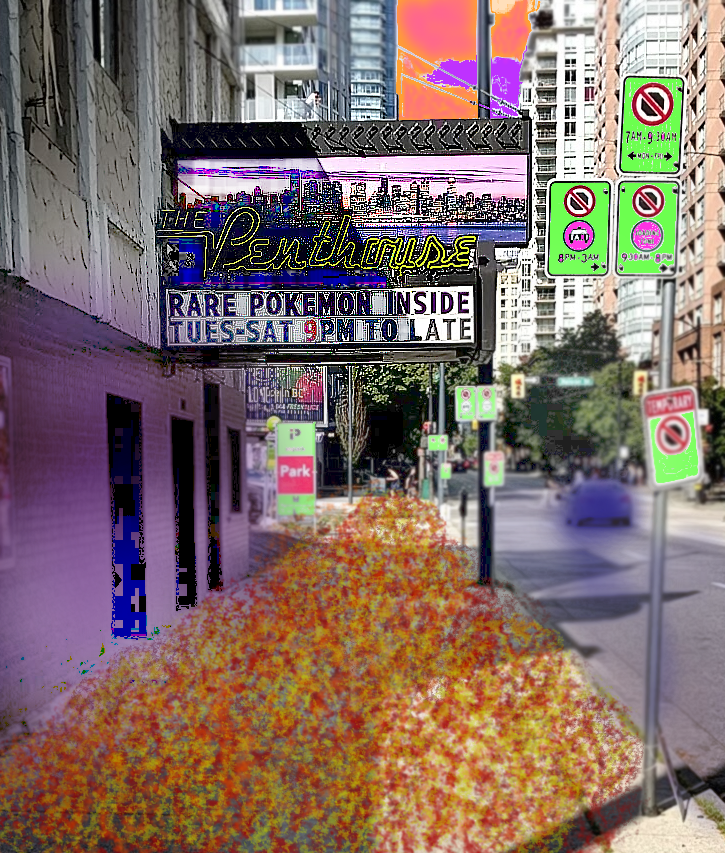 7AM-9:30AM
MON-FRI
8PM-3AM
9:30AM-8PM
THE
Penthouse
RARE POKEMON INSIDE
TUES-SAT 9PM TO LATE
TEMPORARY
P
Park